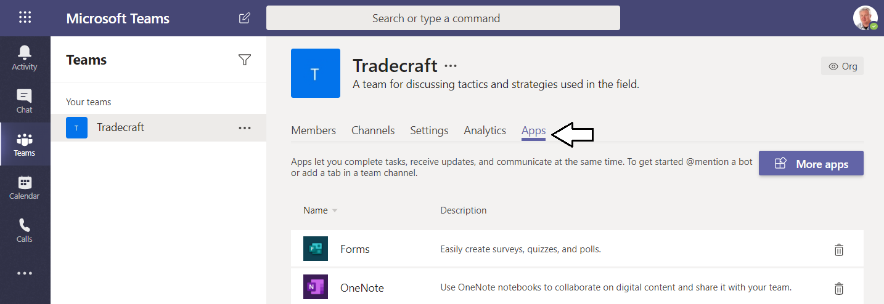 Microsoft Teams
Search or type a command
Activity
Chat
Teams
Calendar
Calls
Teams
Your teams
T
Tradecraft
T
Tradecraft
A team for discussing tactics and strategies used in the field.
Org
Members Channels Settings Analytics Apps
Apps let you complete tasks, receive updates, and communicate at the same time. To get started @mention a bot
or add a tab in a team channel.
More apps
Name Description
Forms Easily create surveys, quizzes, and polls.
N
OneNote Use OneNote notebooks to collaborate on digital content and share it with your team.